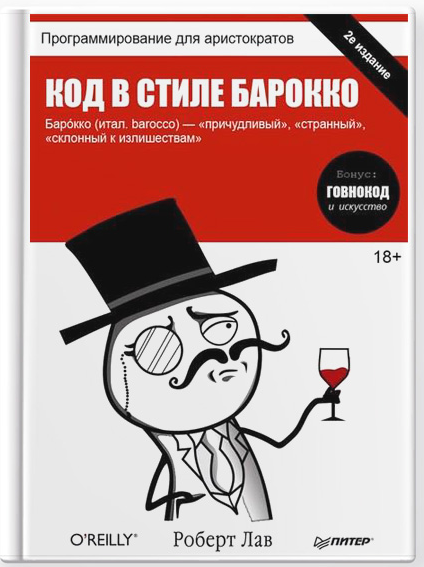 Программирование для аристократов
2е издание
КОД В СТИЛЕ БАРОККО
Баро́кко (итал. barocco) — «причудливый», «странный»,
«склонный к излишествам»
Бонус:
ГОВНОКОД
и искусство
18+
O'REILLY®
Роберт Лав
ПИТЕР®